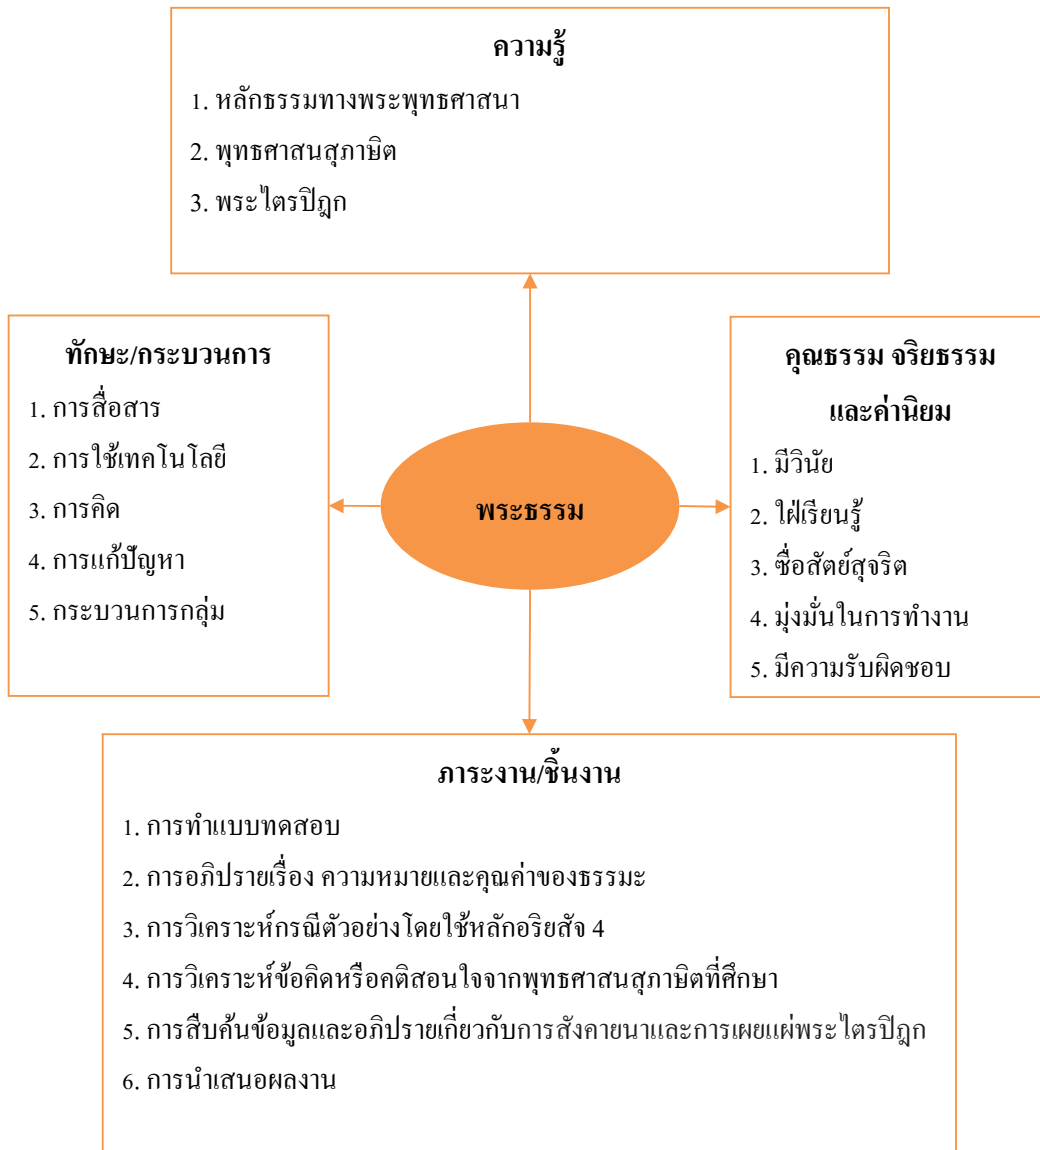 ความรู้
1. หลักธรรมทางพระพุทธศาสนา
2. พุทธศาสนสุภาษิต
3. พระไตรปิฎก
ทักษะ/กระบวนการ
1. การสื่อสาร
2. การใช้เทคโนโลยี
3. การคิด
4. การแก้ปัญหา
5. กระบวนการกลุ่ม
พระธรรม
คุณธรรม จริยธรรม
และค่านิยม
1. มีวินัย
2. ใฝ่เรียนรู้
3. ซื่อสัตย์สุจริต
4. มุ่งมั่นในการทำงาน
5. มีความรับผิดชอบ
ภาระงาน/ชิ้นงาน
1. การทำแบบทดสอบ
2. การอภิปรายเรื่อง ความหมายและคุณค่าของธรรมะ
3. การวิเคราะห์กรณีตัวอย่างโดยใช้หลักอริยสัจ 4
4. การวิเคราะห์ข้อคิดหรือคติสอนใจจากพุทธศาสนสุภาษิตที่ศึกษา
5. การสืบค้นข้อมูลและอภิปรายเกี่ยวกับการสังคายนาและการเผยแผ่พระไตรปิฎก
6. การนำเสนอผลงาน